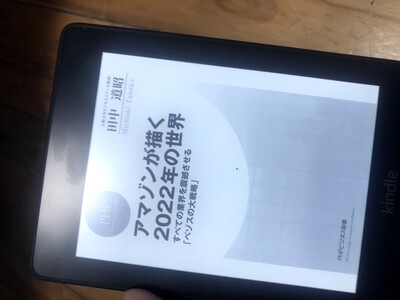 PHP
田中 道昭
Michiaki Tanaka
アマゾンが描く
2022年の世界
すべての業界を震撼させる
「ベゾスの大戦略」
PHPビジネス新書
kindle